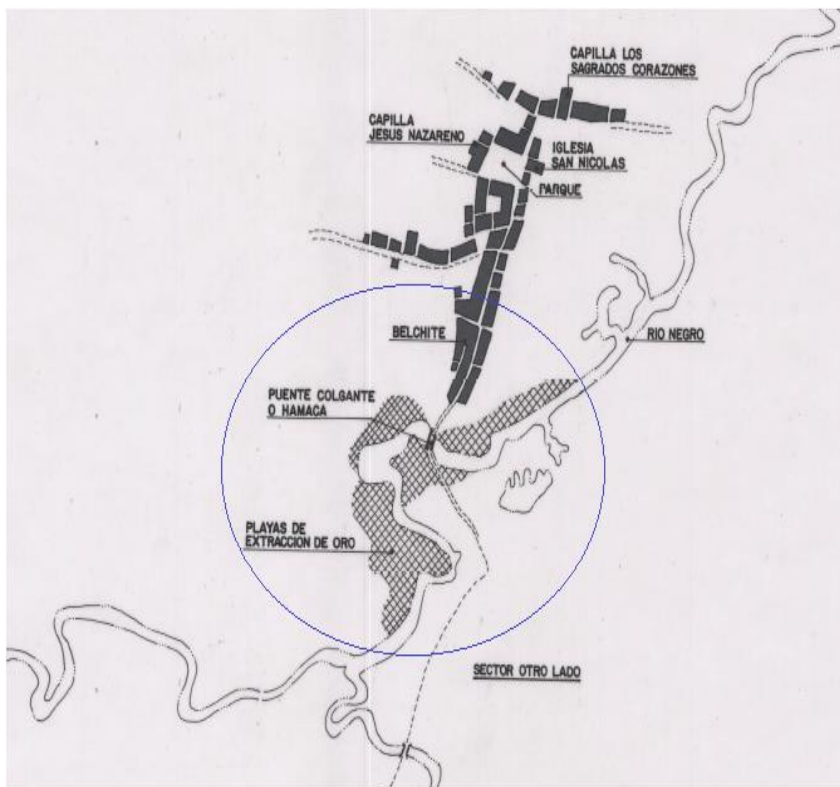 CAPILLA LOS
SAGRADOS CORAZONES
CAPILLA
JESUS NAZARENO
IGLESIA
SAN NICOLAS
PARQUE
BELCHITE
RIO NEGRO
PUENTE COLGANTE
O HAMACA
PLAYAS DE
EXTRACCION DE ORO
SECTOR OTRO LADO